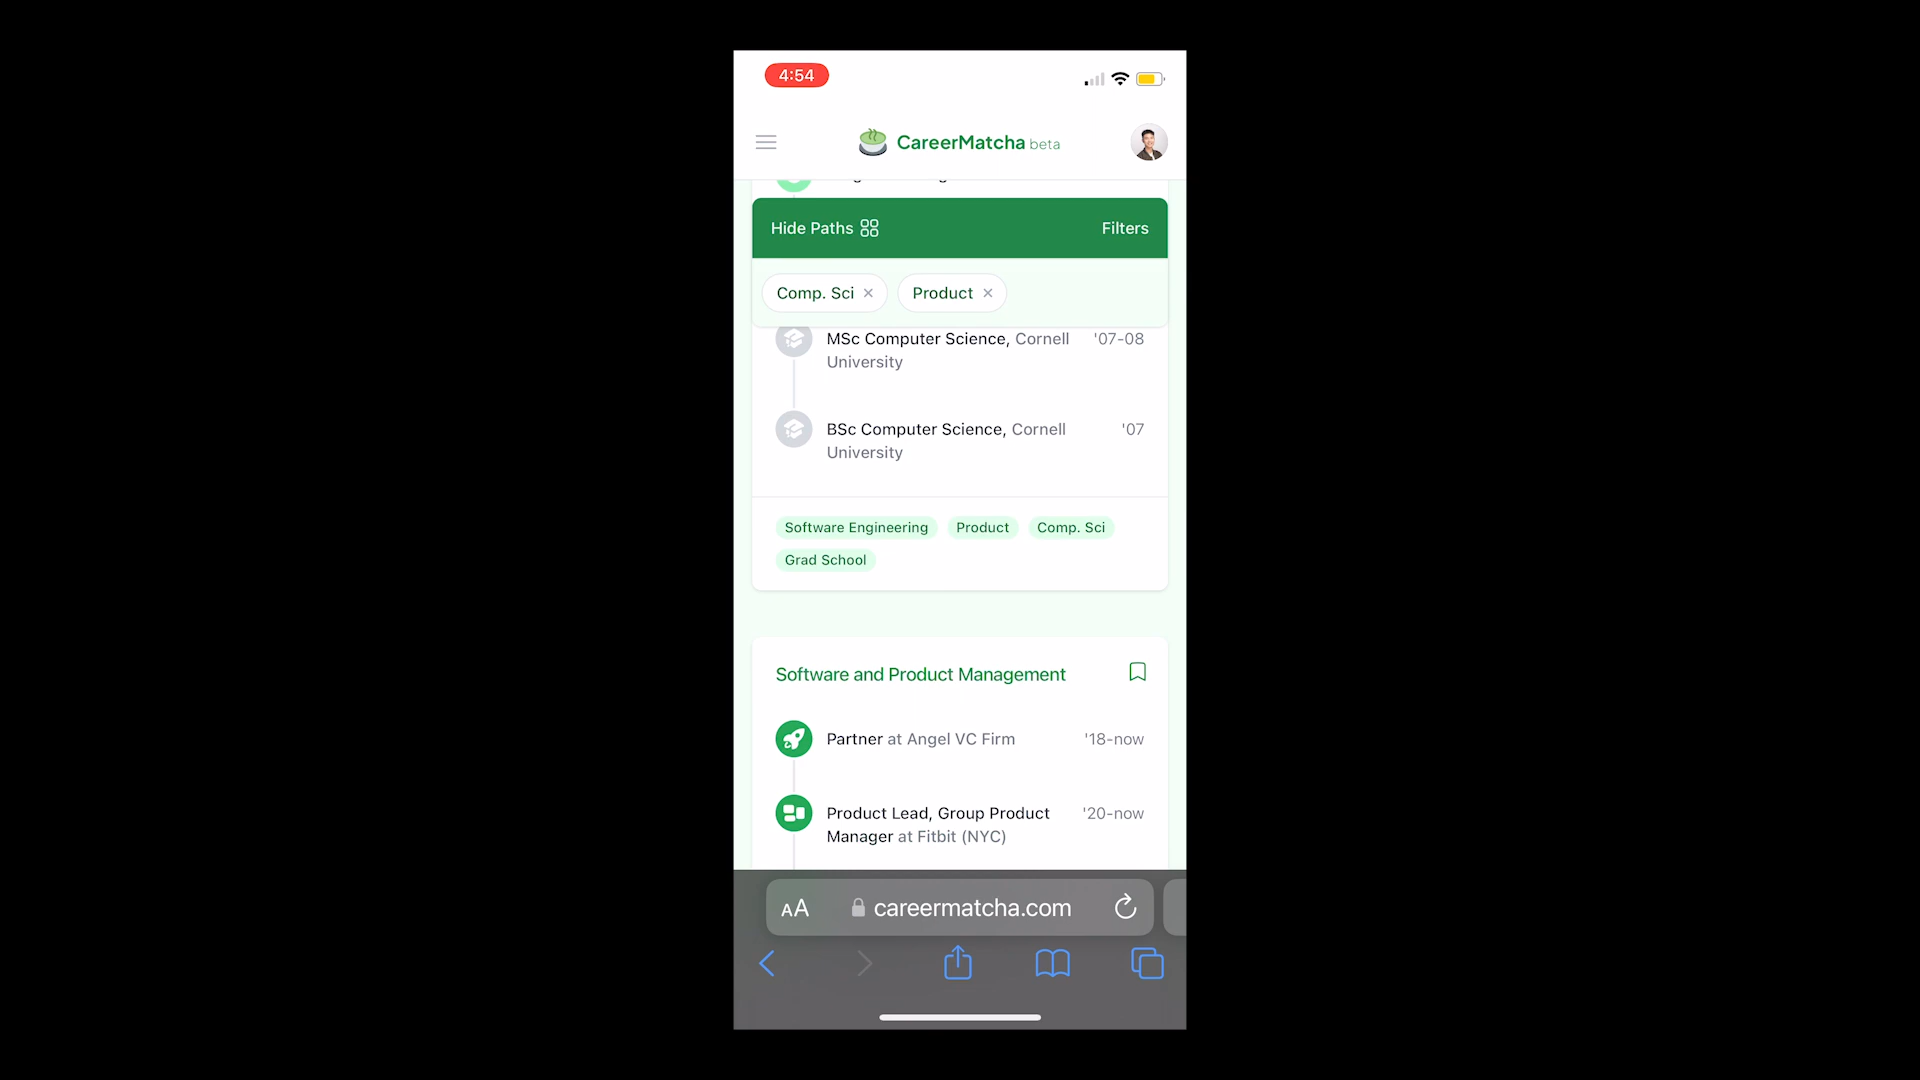 4:54
CareerMatcha beta
Hide Paths
Filters
Comp. Sci ×
Product ×
MSc Computer Science, Cornell University '07-08
BSc Computer Science, Cornell University '07
Software Engineering
Product
Comp. Sci
Grad School
Software and Product Management
Partner at Angel VC Firm '18-now
Product Lead, Group Product Manager at Fitbit (NYC) '20-now
AA
careermatcha.com